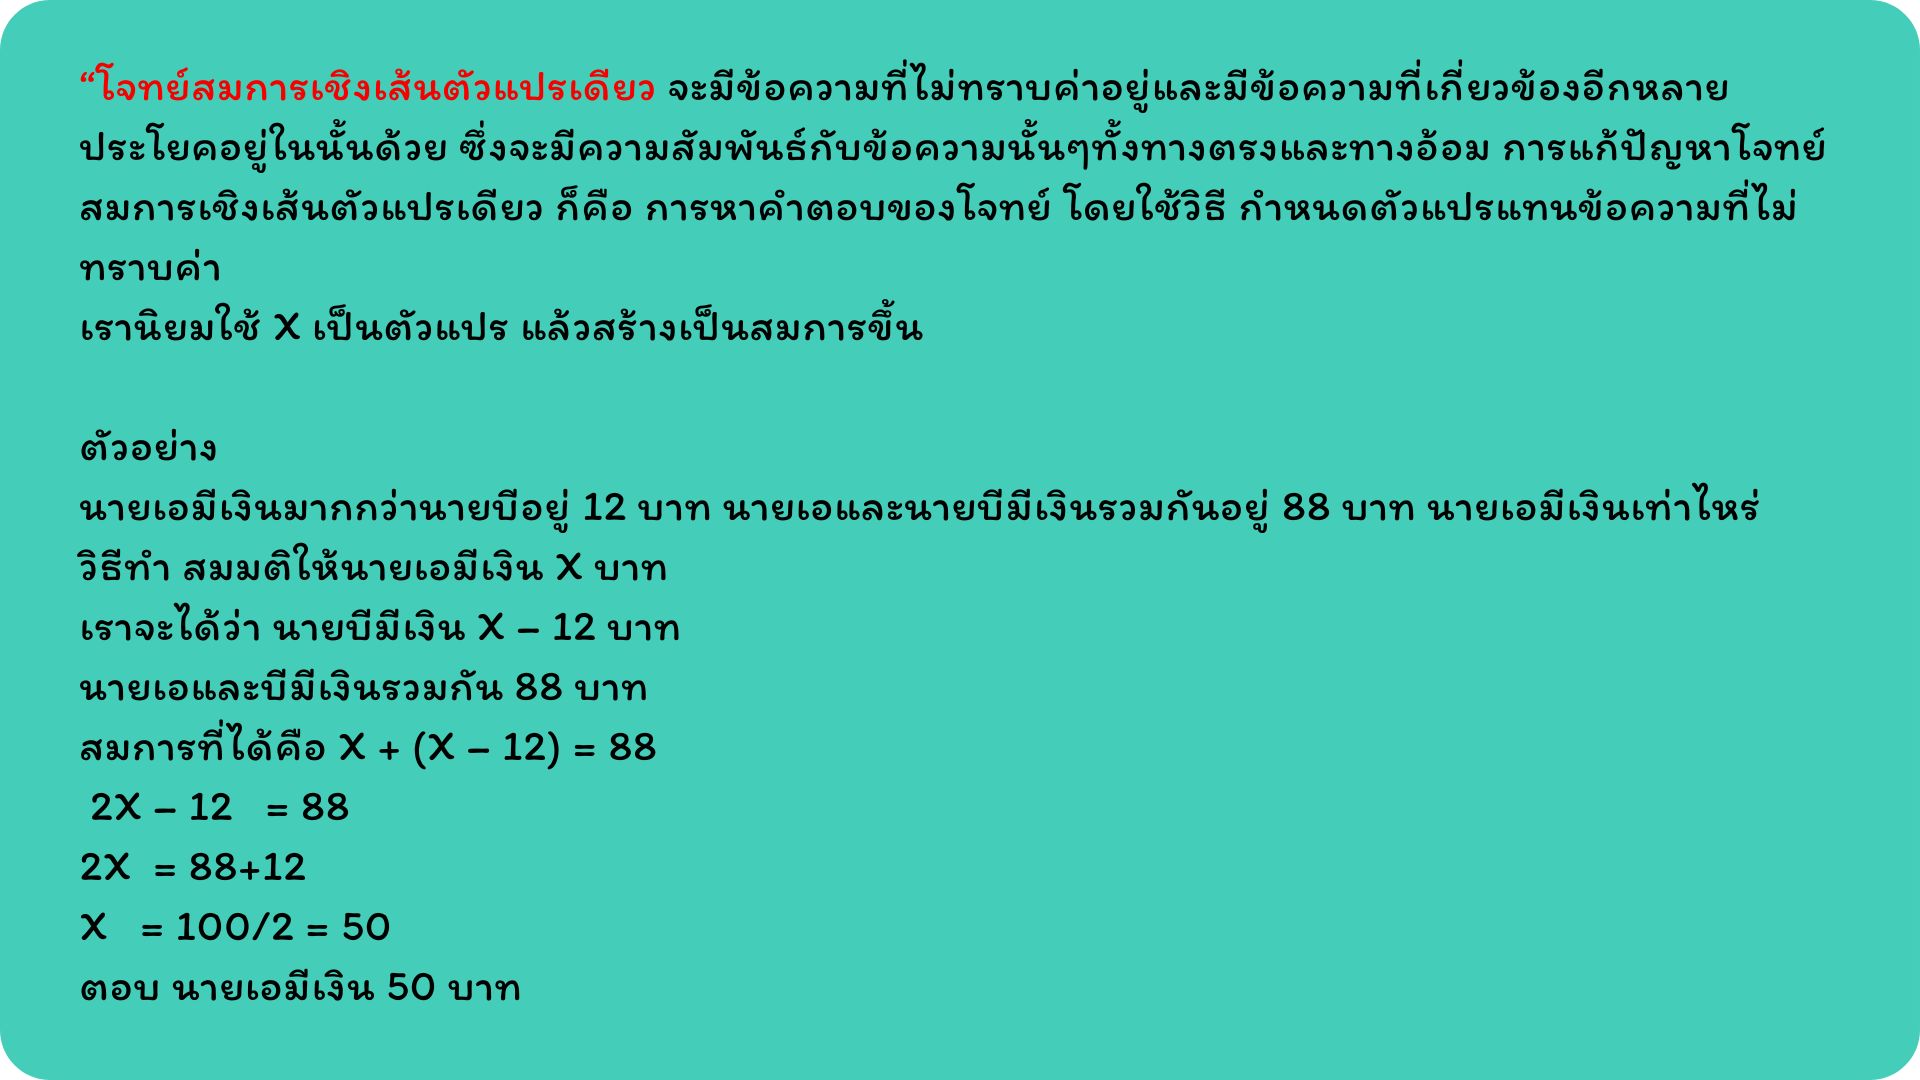 “โจทย์สมการเชิงเส้นตัวแปรเดียว จะมีข้อความที่ไม่ทราบค่าอยู่และมีข้อความที่เกี่ยวข้องอีกหลาย
ประโยคอยู่ในนั้นด้วย ซึ่งจะมีความสัมพันธ์กับข้อความนั้นๆทั้งทางตรงและทางอ้อม การแก้ปัญหาโจทย์
สมการเชิงเส้นตัวแปรเดียว ก็คือ การหาคำตอบของโจทย์ โดยใช้วิธี กำหนดตัวแปรแทนข้อความที่ไม่
ทราบค่า
เรานิยมใช้ X เป็นตัวแปร แล้วสร้างเป็นสมการขึ้น
ตัวอย่าง
นายเอมีเงินมากกว่านายบีอยู่ 12 บาท นายเอและนายบีมีเงินรวมกันอยู่ 88 บาท นายเอมีเงินเท่าไหร่
วิธีทำ สมมติให้นายเอมีเงิน X บาท
เราจะได้ว่า นายบีมีเงิน X – 12 บาท
นายเอและบีมีเงินรวมกัน 88 บาท
สมการที่ได้คือ X + (X – 12) = 88
2X – 12 = 88
2X = 88+12
X = 100/2 = 50
ตอบ นายเอมีเงิน 50 บาท